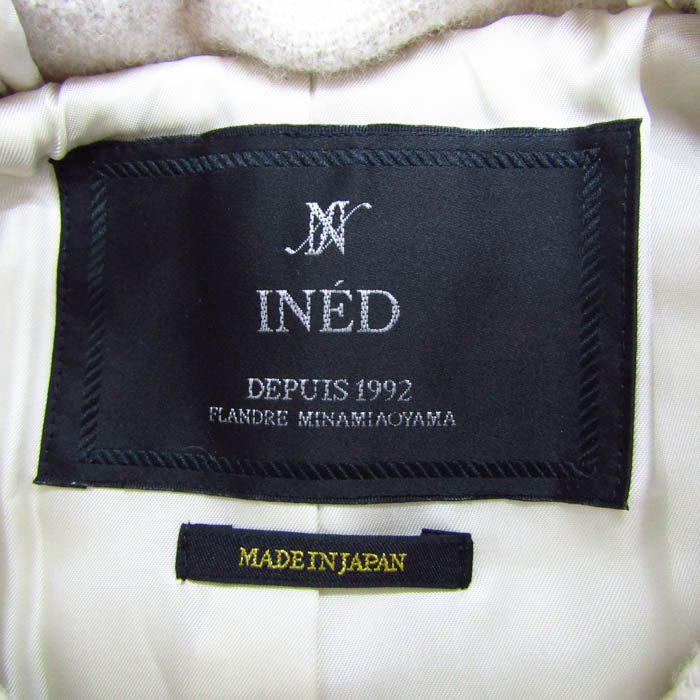 INÉD
DEPUIS 1992
FLANDRE MINAMIAOYAMA
MADE IN JAPAN